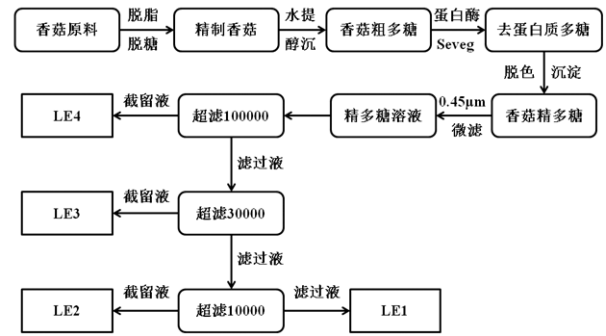 香菇原料
脱脂
脱糖
精制香菇
水提
醇沉
香菇粗多糖
蛋白酶
Seveg
去蛋白质多糖
脱色
沉淀
香菇精多糖
0.45μm
微滤
精多糖溶液
超滤100000
截留液
LE4
滤过液
超滤30000
截留液
LE3
滤过液
超滤10000
截留液
LE2
滤过液
LE1